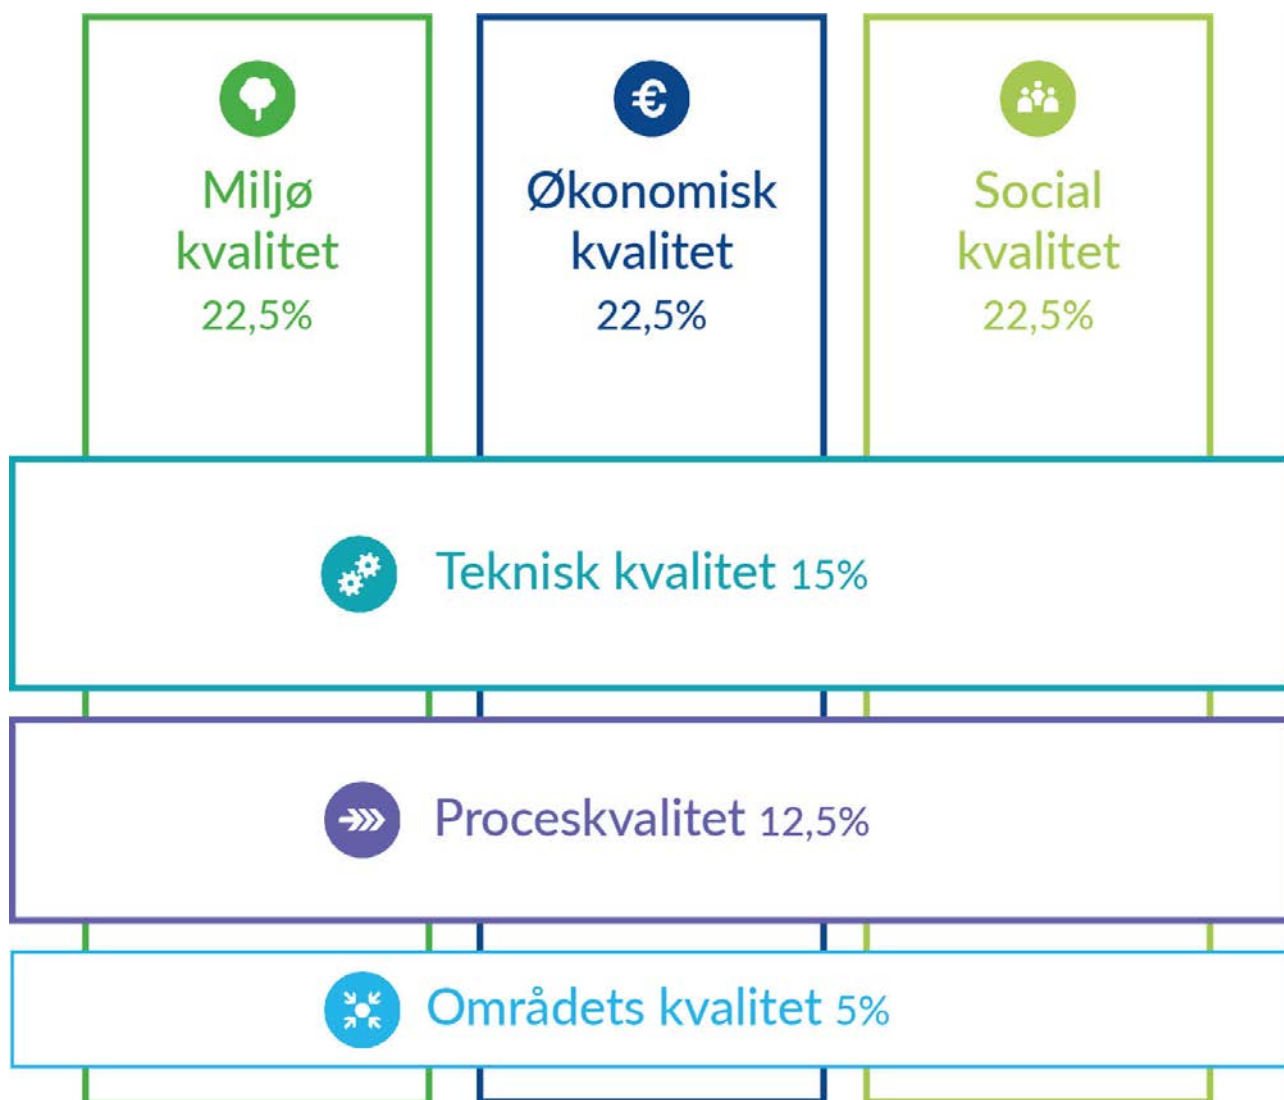 Miljø
kvalitet
22,5%
Økonomisk
kvalitet
22,5%
Social
kvalitet
22,5%
Teknisk kvalitet 15%
Proceskvalitet 12,5%
Områdets kvalitet 5%